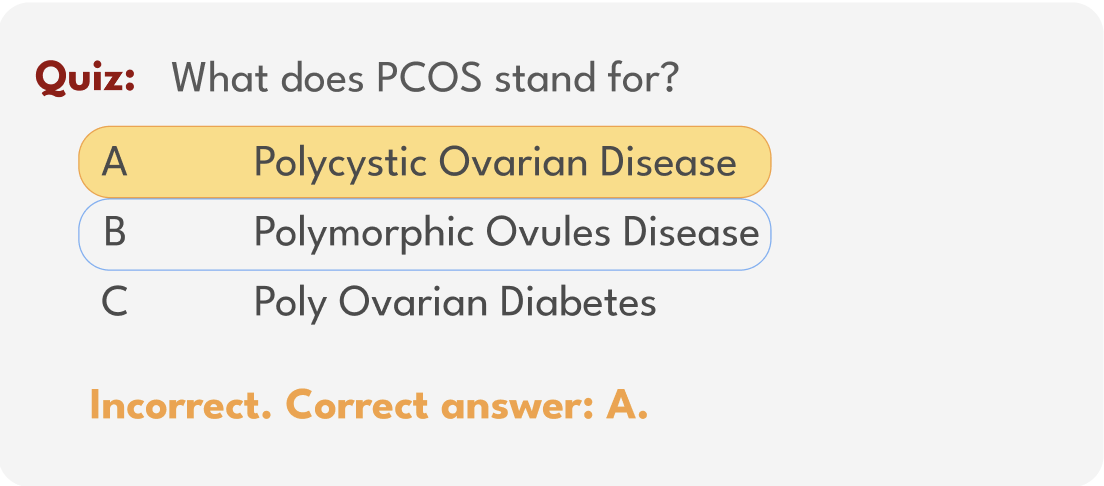 Quiz: What does PCOS stand for?
A Polycystic Ovarian Disease
B Polymorphic Ovules Disease
C Poly Ovarian Diabetes
Incorrect. Correct answer: A.